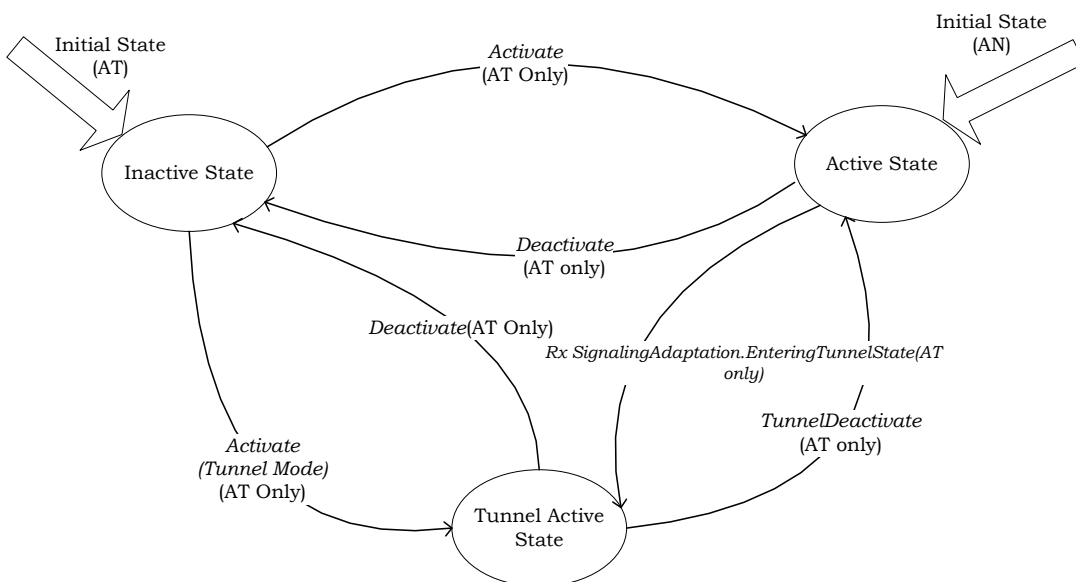 Initial State
(AT)
Initial State
(AN)
Activate
(AT Only)
Inactive State
Active State
Deactivate
(AT only)
Deactivate(AT Only)
Rx SignalingAdaptation.EnteringTunnelState(AT
only)
TunnelDeactivate
(AT only)
Activate
(Tunnel Mode)
(AT Only)
Tunnel Active
State